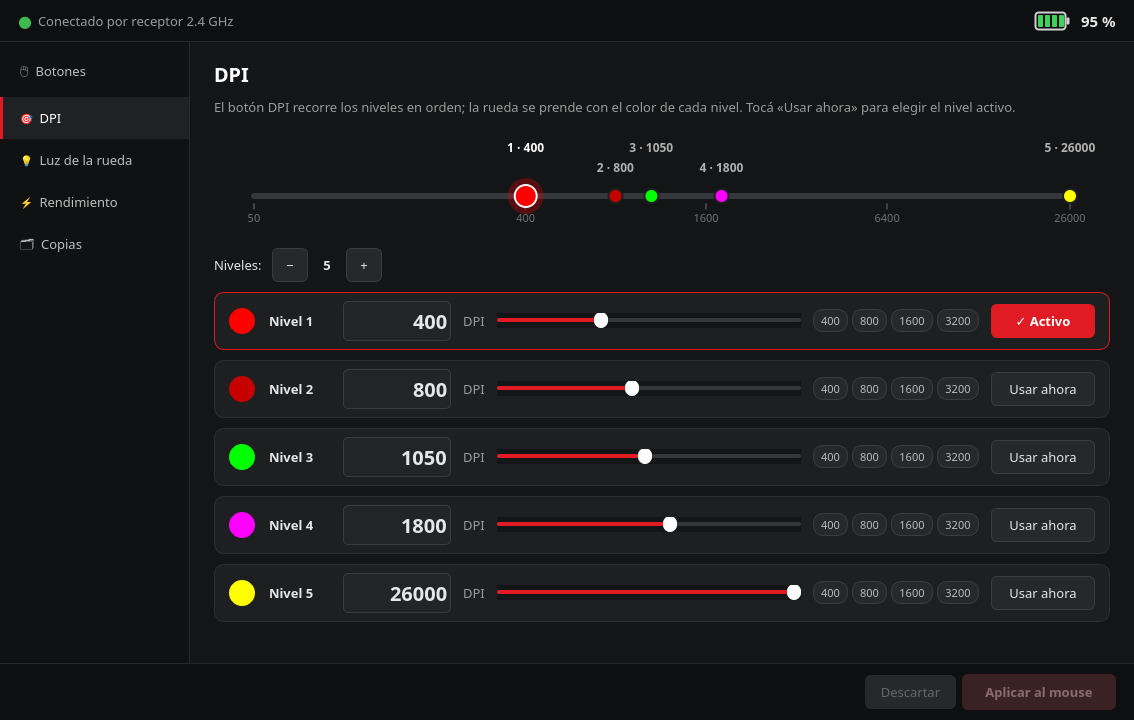 Conectado por receptor 2.4 GHz
95 %
Botones
DPI
Luz de la rueda
Rendimiento
Copias
DPI
El botón DPI recorre los niveles en orden; la rueda se prende con el color de cada nivel. Tocá «Usar ahora» para elegir el nivel activo.
1 · 400
3 · 1050
5 · 26000
2 · 800
4 · 1800
50
400
1600
6400
26000
Niveles:
−
5
+
Nivel 1
400
DPI
400
800
1600
3200
✓ Activo
Nivel 2
800
DPI
400
800
1600
3200
Usar ahora
Nivel 3
1050
DPI
400
800
1600
3200
Usar ahora
Nivel 4
1800
DPI
400
800
1600
3200
Usar ahora
Nivel 5
26000
DPI
400
800
1600
3200
Usar ahora
Descartar
Aplicar al mouse